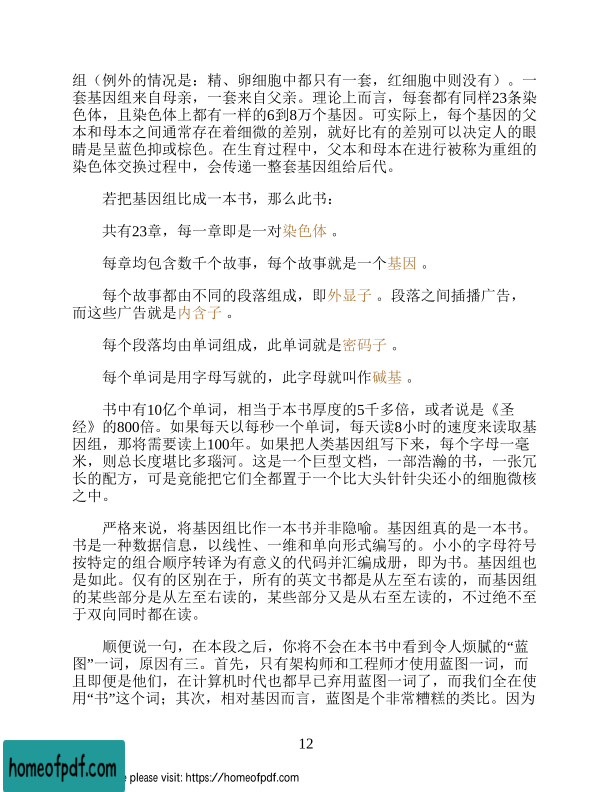 组（例外的情况是：精、卵细胞中都只有一套，红细胞中则没有）。一
套基因组来自母亲，一套来自父亲。理论上而言，每套都有同样23条染
色体，且染色体上都有一样的6到8万个基因。可实际上，每个基因的父
本和母本之间通常存在着细微的差别，就好比有的差别可以决定人的眼
睛是呈蓝色抑或棕色。在生育过程中，父本和母本在进行被称为重组的
染色体交换过程中，会传递一整套基因组给后代。
若把基因组比成一本书，那么此书：
共有23章，每一章即是一对染色体 。
每章均包含数千个故事，每个故事就是一个基因 。
每个故事都由不同的段落组成，即外显子 。段落之间插播广告，
而这些广告就是内含子 。
每个段落均由单词组成，此单词就是密码子 。
每个单词是用字母写就的，此字母就叫作碱基 。
书中有10亿个单词，相当于本书厚度的5千多倍，或者说是《圣
经》的800倍。如果每天以每秒一个单词，每天读8小时的速度来读取基
因组，那将需要读上100年。如果把人类基因组写下来，每个字母一毫
米，则总长度堪比多瑙河。这是一个巨型文档，一部浩瀚的书，一张冗
长的配方，可是竟能把它们全都置于一个比大头针针尖还小的细胞微核
之中。
严格来说，将基因组比作一本书并非隐喻。基因组真的是一本书。
书是一种数据信息，以线性、一维和单向形式编写的。小小的字母符号
按特定的组合顺序转译为有意义的代码并汇编成册，即为书。基因组也
是如此。仅有的区别在于，所有的英文书都是从左至右读的，而基因组
的某些部分是从左至右读的，某些部分又是从右至左读的，不过绝不至
于双向同时都在读。
顺便说一句，在本段之后，你将不会在本书中看到令人烦腻的“蓝
图”一词，原因有三。首先，只有架构师和工程师才使用蓝图一词，而
且即便是他们，在计算机时代也都早已弃用蓝图一词了，而我们全在使
用“书”这个词；其次，相对基因而言，蓝图是个非常糟糕的类比。因为
12
homeofpdf.com
please visit: https://homeofpdf.com